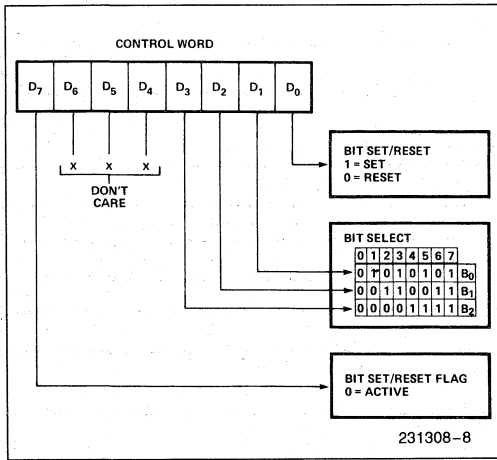 CONTROL WORD
D7 D6 D5 D4 D3 D2 D1 D0
X X X
DON'T
CARE
BIT SET/RESET
1 = SET
0 = RESET
BIT SELECT
0 1 2 3 4 5 6 7
0 1 0 1 0 1 0 1 B0
0 0 1 1 0 0 1 1 B1
0 0 0 0 1 1 1 1 B2
BIT SET/RESET FLAG
0 = ACTIVE
231308-8